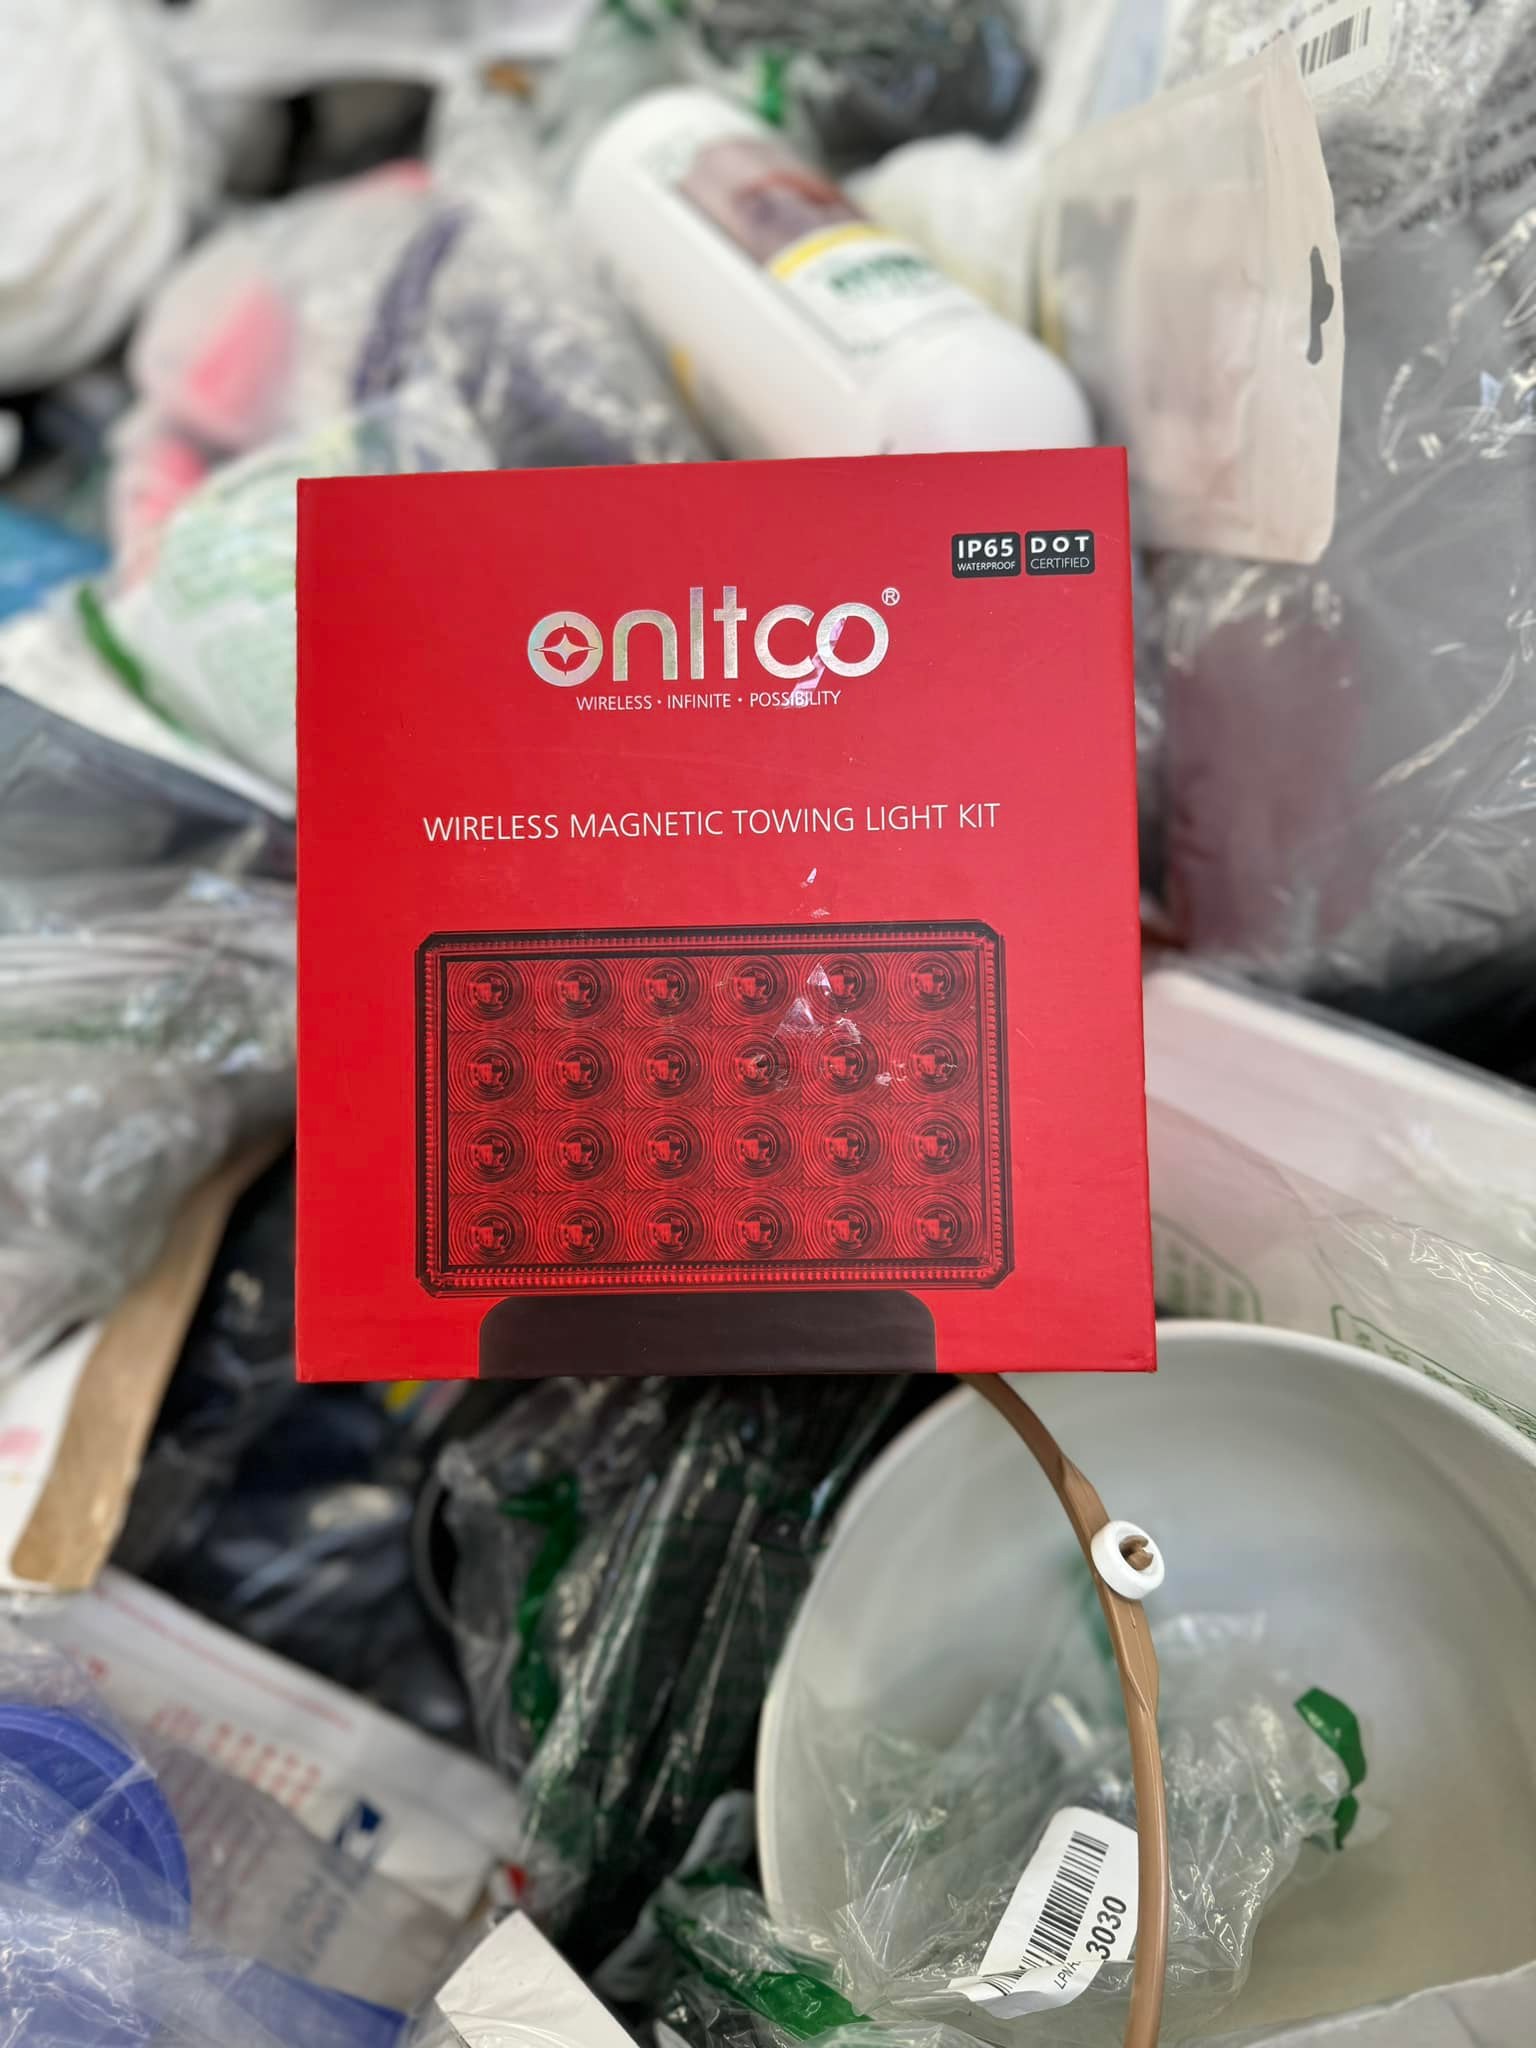 IP65
WATERPROOF
DOT
CERTIFIED
onltco®
WIRELESS • INFINITE • POSSIBILITY
WIRELESS MAGNETIC TOWING LIGHT KIT
3030